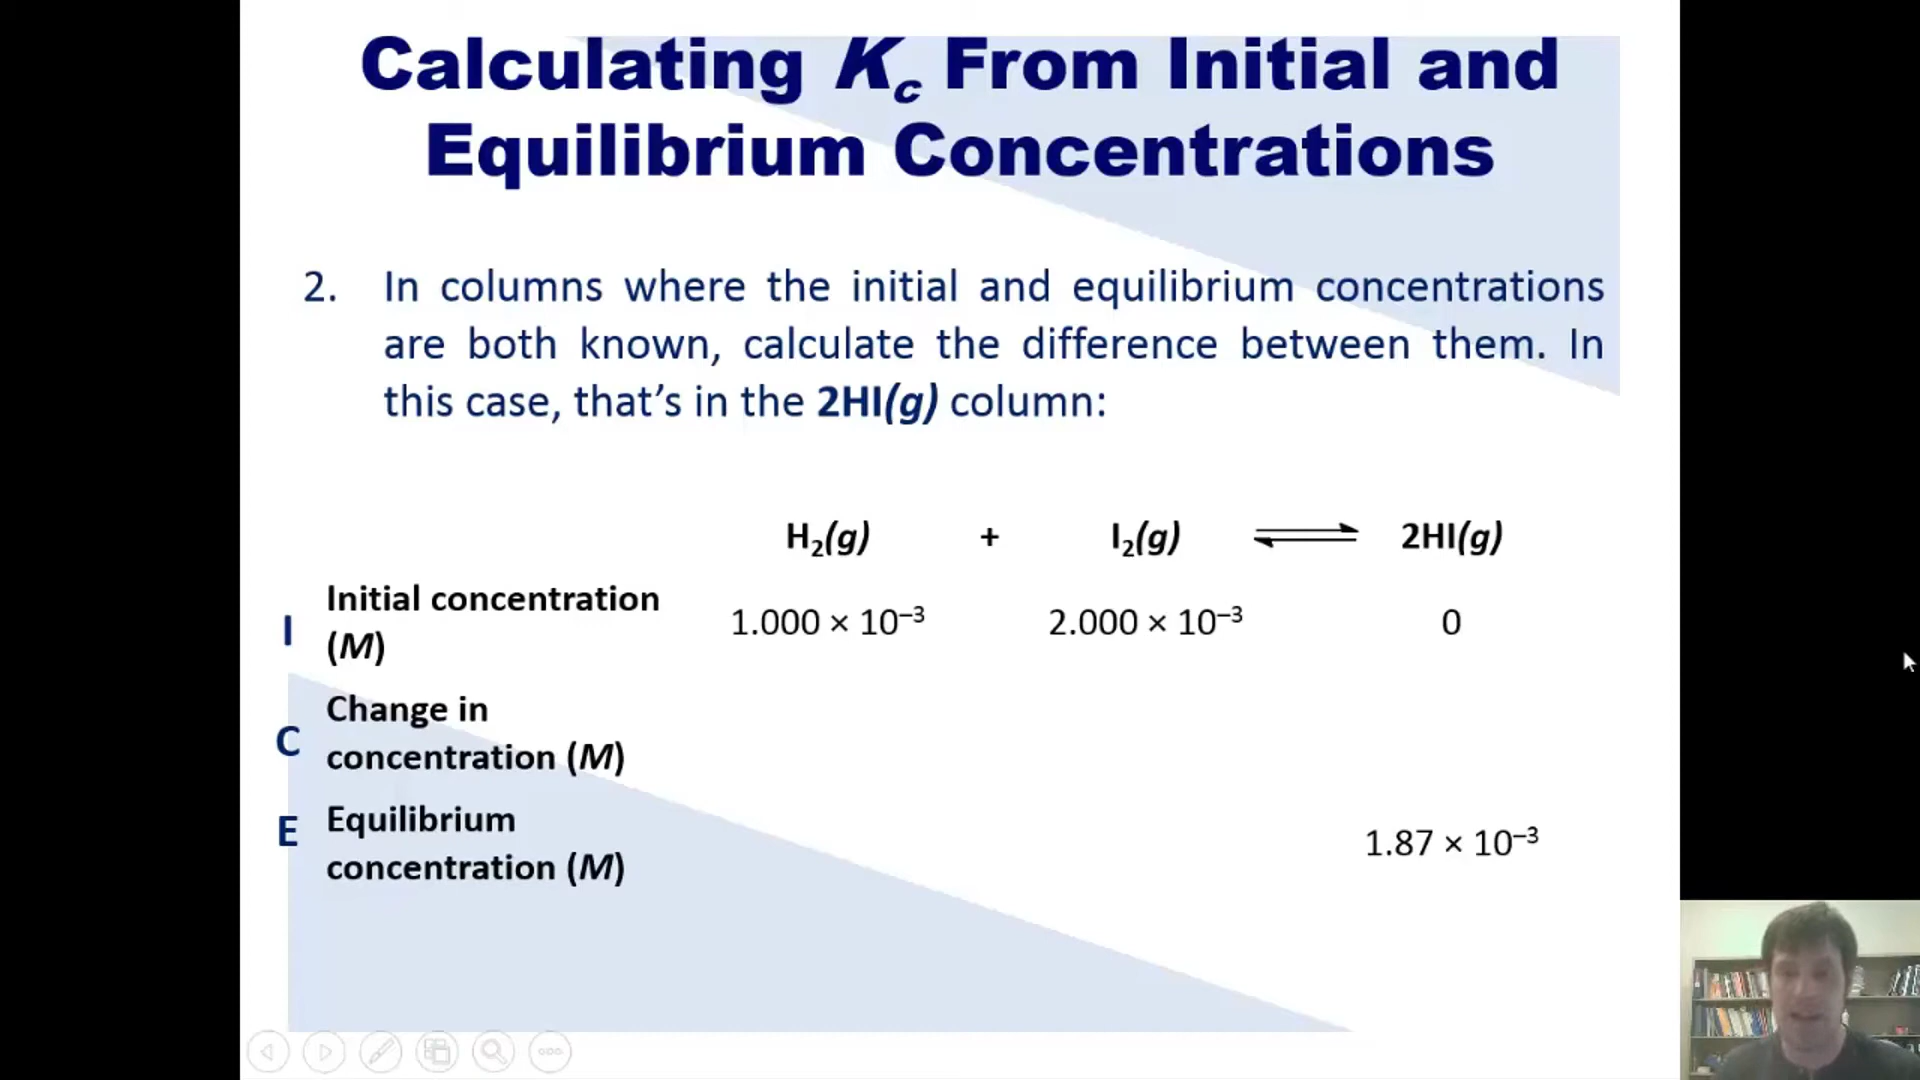 Calculating Kc From Initial and
Equilibrium Concentrations
2. In columns where the initial and equilibrium concentrations
are both known, calculate the difference between them. In
this case, that’s in the 2HI(g) column:
H₂(g) + I₂(g) ⇌ 2HI(g)
I Initial concentration (M) 1.000 × 10⁻³ 2.000 × 10⁻³ 0
C Change in concentration (M)
E Equilibrium concentration (M) 1.87 × 10⁻³